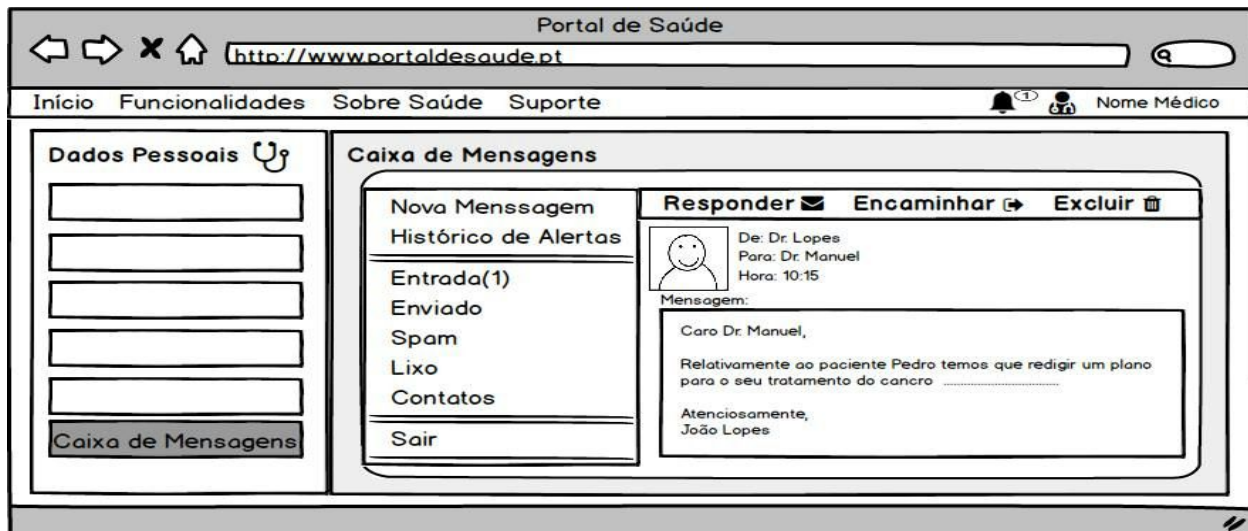 Portal de Saúde
http://www.portaldesaude.pt
Início Funcionalidades Sobre Saúde Suporte 1 Nome Médico
Dados Pessoais
Caixa de Mensagens
Caixa de Mensagens
Nova Menssagem
Histórico de Alertas
Entrada(1)
Enviado
Spam
Lixo
Contatos
Sair
Responder Encaminhar Excluir
De: Dr. Lopes
Para: Dr. Manuel
Hora: 10:15
Mensagem:
Caro Dr. Manuel,
Relativamente ao paciente Pedro temos que redigir um plano
para o seu tratamento do cancro ................................
Atenciosamente,
João Lopes